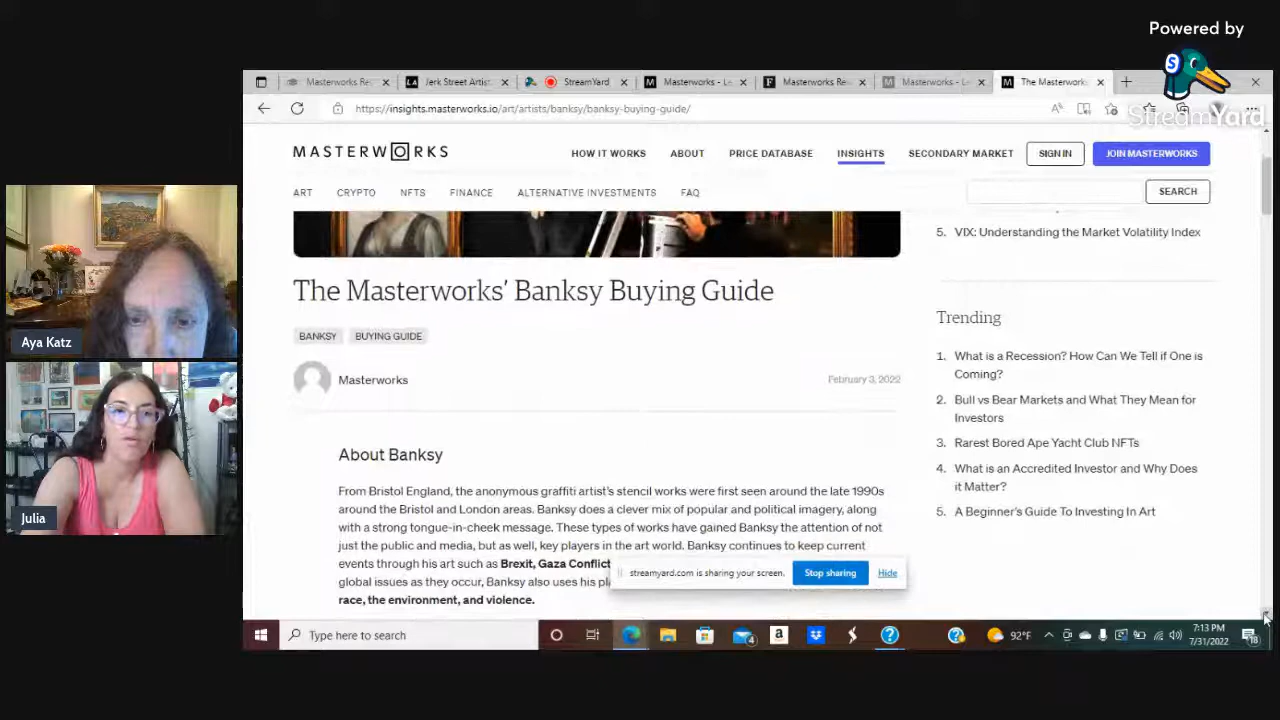 Powered by
StreamYard
Masterworks Re
Jerk Street Artist
StreamYard
Masterworks - Le
Masterworks Re
Masterworks - L
The Masterworks
https://insights.masterworks.io/art/artists/banksy/banksy-buying-guide/
MASTERWORKS
HOW IT WORKS
ABOUT
PRICE DATABASE
INSIGHTS
SECONDARY MARKET
SIGN IN
JOIN MASTERWORKS
ART
CRYPTO
NFTS
FINANCE
ALTERNATIVE INVESTMENTS
FAQ
SEARCH
5. VIX: Understanding the Market Volatility Index
The Masterworks' Banksy Buying Guide
BANKSY
BUYING GUIDE
Masterworks
February 3, 2022
About Banksy
From Bristol England, the anonymous graffiti artist's stencil works were first seen around the late 1990s
around the Bristol and London areas. Banksy does a clever mix of popular and political imagery, along
with a strong tongue-in-cheek message. These types of works have gained Banksy the attention of not
just the public and media, but as well, key players in the art world. Banksy continues to keep current
events through his art such as Brexit, Gaza Conflict
global issues as they occur, Banksy also uses his pl
race, the environment, and violence.
Trending
1. What is a Recession? How Can We Tell if One is
Coming?
2. Bull vs Bear Markets and What They Mean for
Investors
3. Rarest Bored Ape Yacht Club NFTs
4. What is an Accredited Investor and Why Does
it Matter?
5. A Beginner's Guide To Investing In Art
streamyard.com is sharing your screen.
Stop sharing
Hide
Aya Katz
Julia
Type here to search
4
92°F
7:13 PM
7/31/2022
18